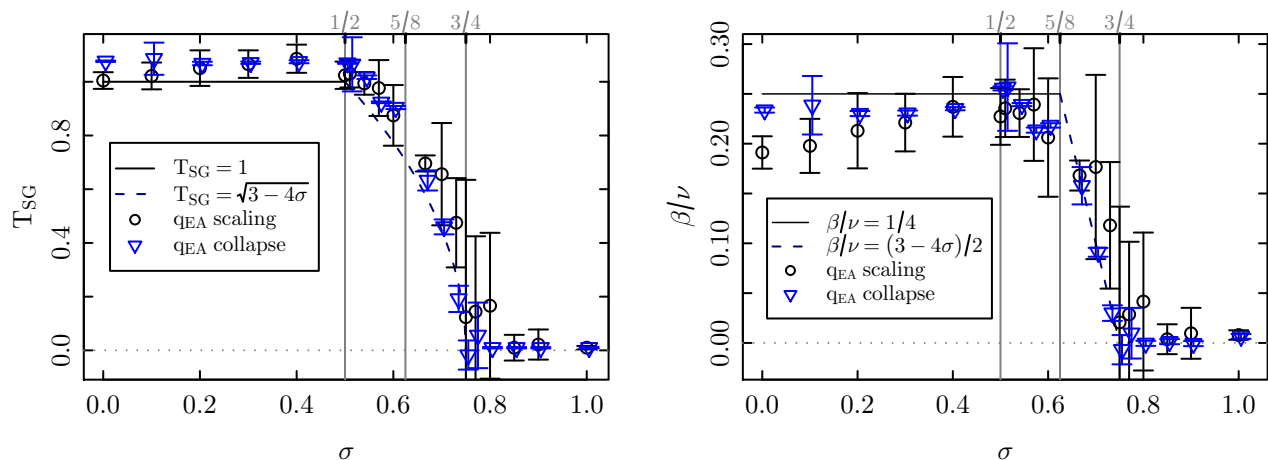 1/2 5/8 3/4
T_SG
0.0 0.4 0.8
T_SG = 1
T_SG = √3 − 4σ
q_EA scaling
q_EA collapse
0.0 0.2 0.4 0.6 0.8 1.0
σ
1/2 5/8 3/4
β/ν
0.00 0.10 0.20 0.30
β/ν = 1/4
β/ν = (3 − 4σ)/2
q_EA scaling
q_EA collapse
0.0 0.2 0.4 0.6 0.8 1.0
σ